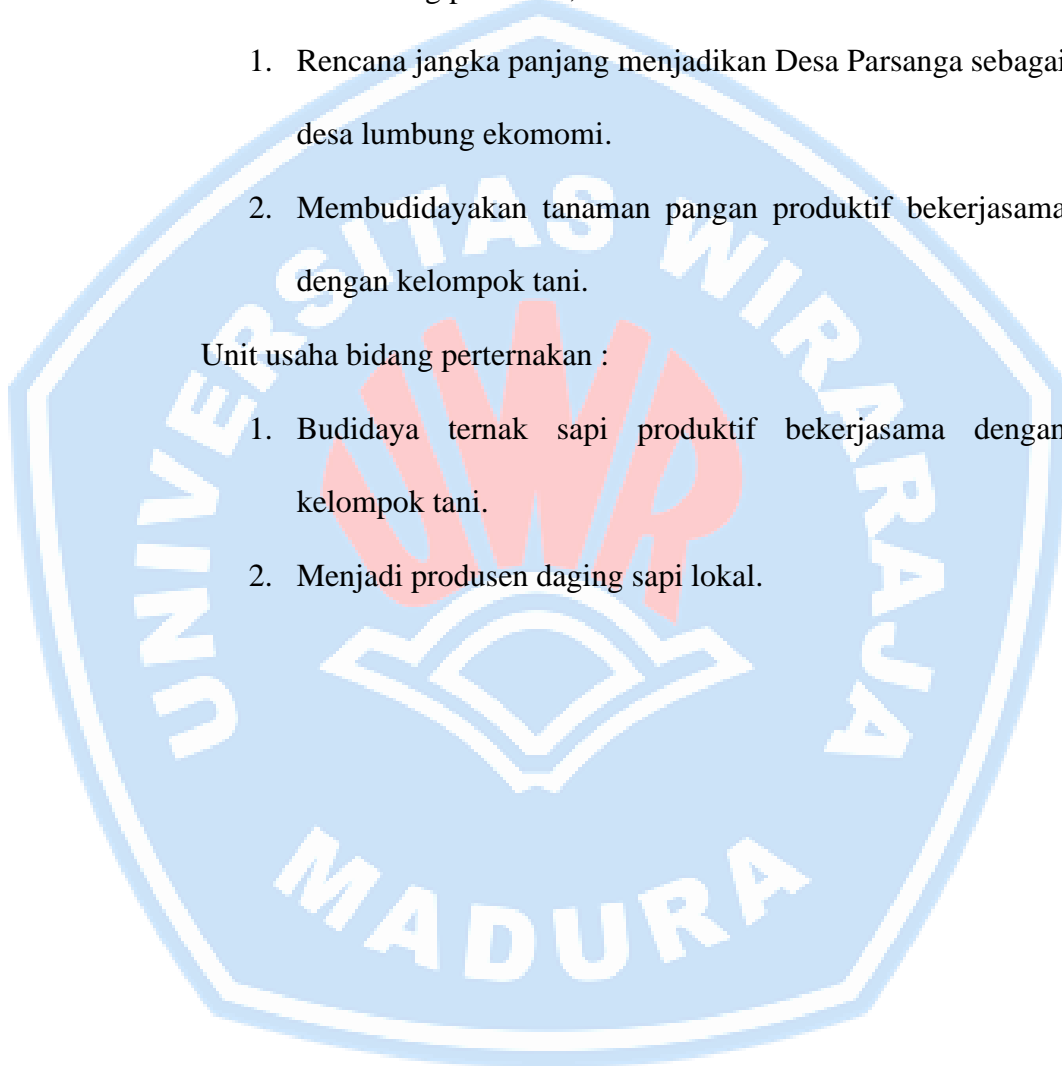 1. Rencana jangka panjang menjadikan Desa Parsanga sebagai
desa lumbung ekomomi.
2. Membudidayakan tanaman pangan produktif bekerjasama
dengan kelompok tani.
Unit usaha bidang perternakan :
1. Budidaya ternak sapi produktif bekerjasama dengan
kelompok tani.
2. Menjadi produsen daging sapi lokal.
UNIVERSITAS WIRARAJA
UWR
MADURA